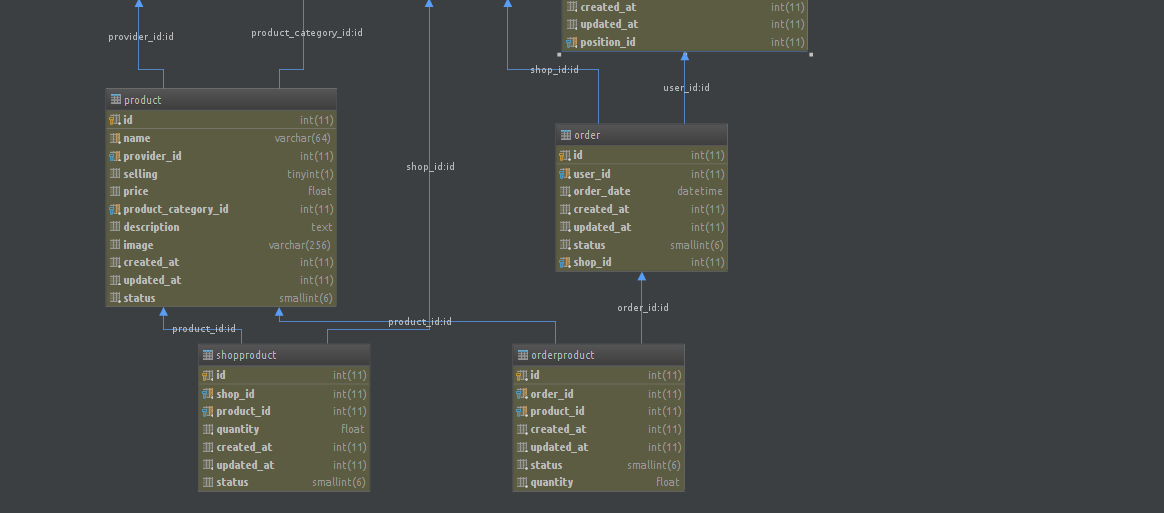 created_at int(11)
updated_at int(11)
position_id int(11)
provider_id:id
product_category_id:id
shop_id:id
user_id:id
product
id int(11)
name varchar(64)
provider_id int(11)
selling tinyint(1)
price float
product_category_id int(11)
description text
image varchar(256)
created_at int(11)
updated_at int(11)
status smallint(6)
shop_id:id
order
id int(11)
user_id int(11)
order_date datetime
created_at int(11)
updated_at int(11)
status smallint(6)
shop_id int(11)
product_id:id
product_id:id
order_id:id
shopproduct
id int(11)
shop_id int(11)
product_id int(11)
quantity float
created_at int(11)
updated_at int(11)
status smallint(6)
orderproduct
id int(11)
order_id int(11)
product_id int(11)
created_at int(11)
updated_at int(11)
status smallint(6)
quantity float